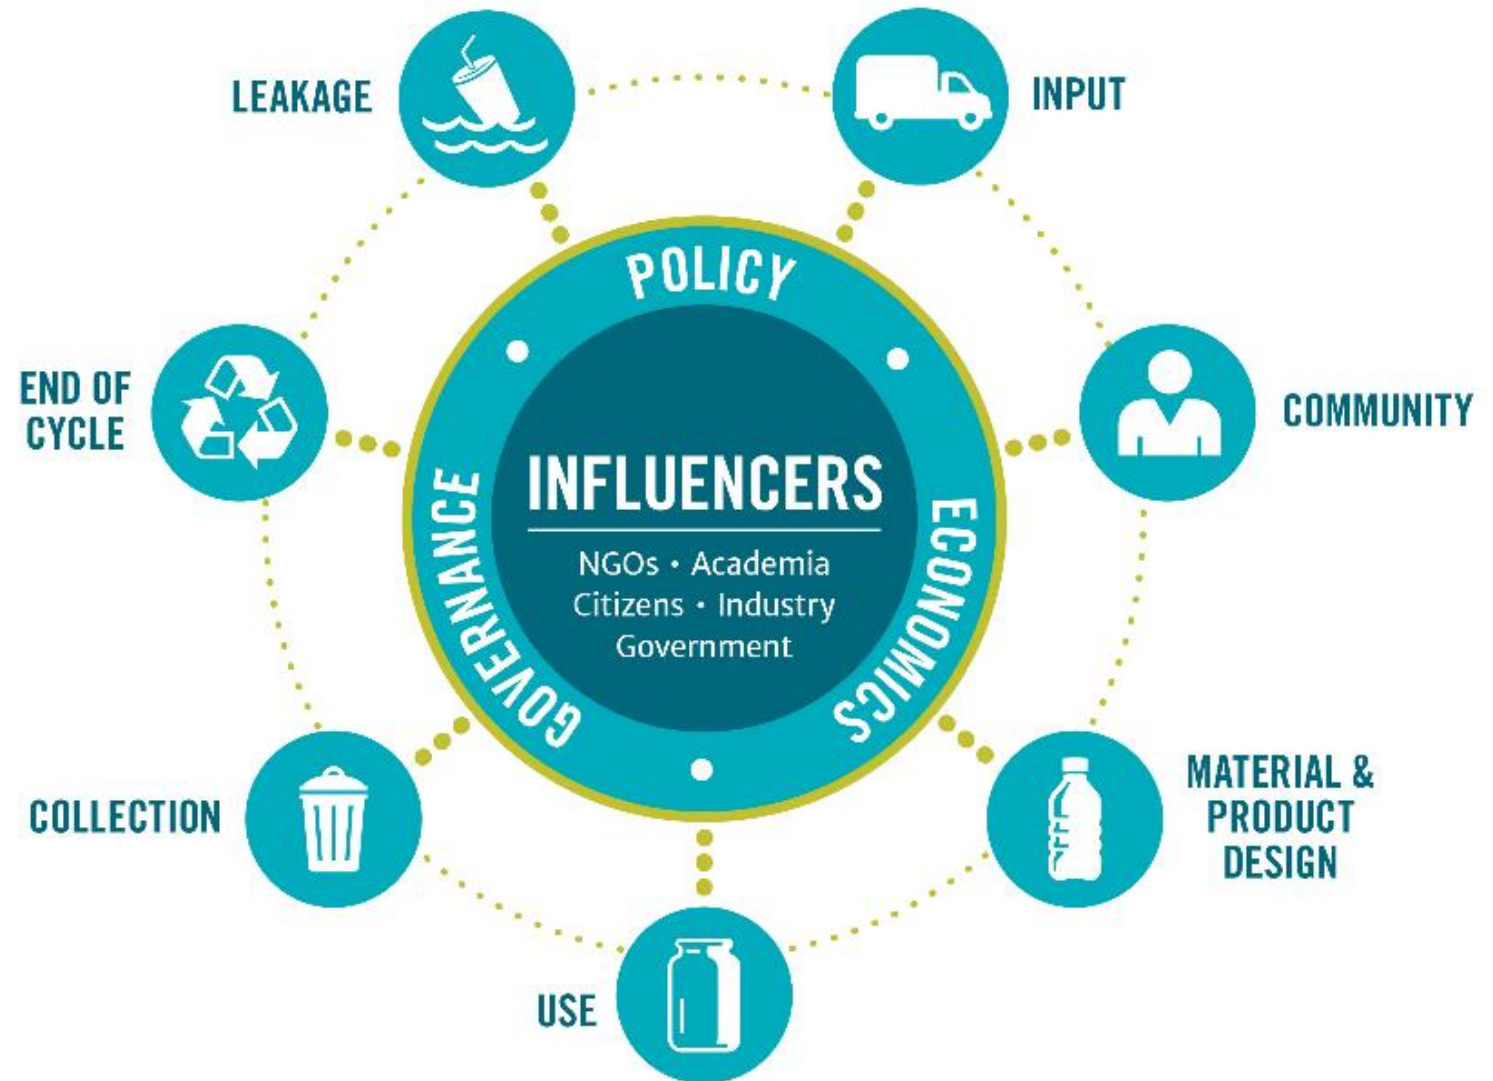 LEAKAGE
INPUT
POLICY
END OF
CYCLE
COMMUNITY
INFLUENCERS
GOVERNANCE
ECONOMICS
NGOs • Academia
Citizens • Industry
Government
COLLECTION
MATERIAL &
PRODUCT
DESIGN
USE